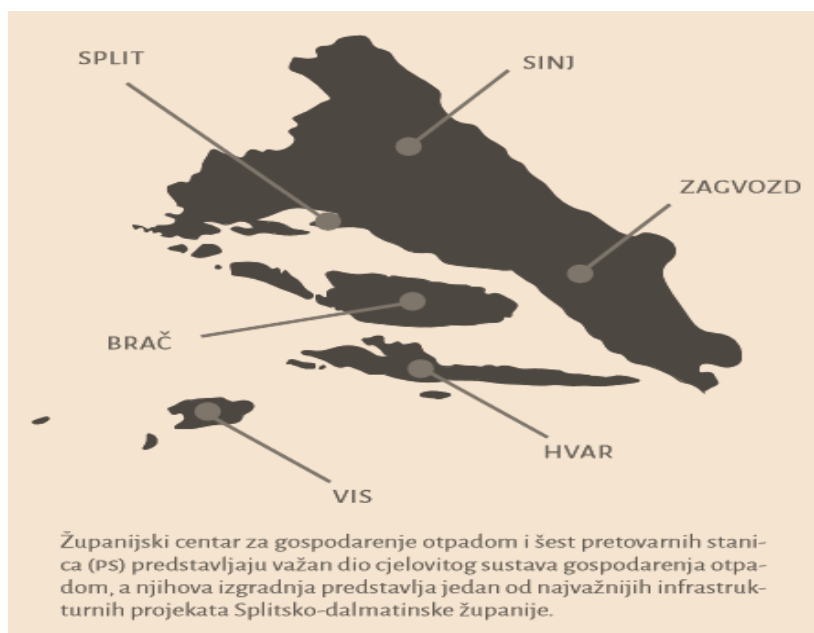 SPLIT
SINJ
ZAGVOZD
BRAČ
HVAR
VIS
Županijski centar za gospodarenje otpadom i šest pretovarnih stani-
ca (PS) predstavljaju važan dio cjelovitog sustava gospodarenja otpa-
dom, a njihova izgradnja predstavlja jedan od najvažnijih infrastruk-
turnih projekata Splitsko-dalmatinske županije.